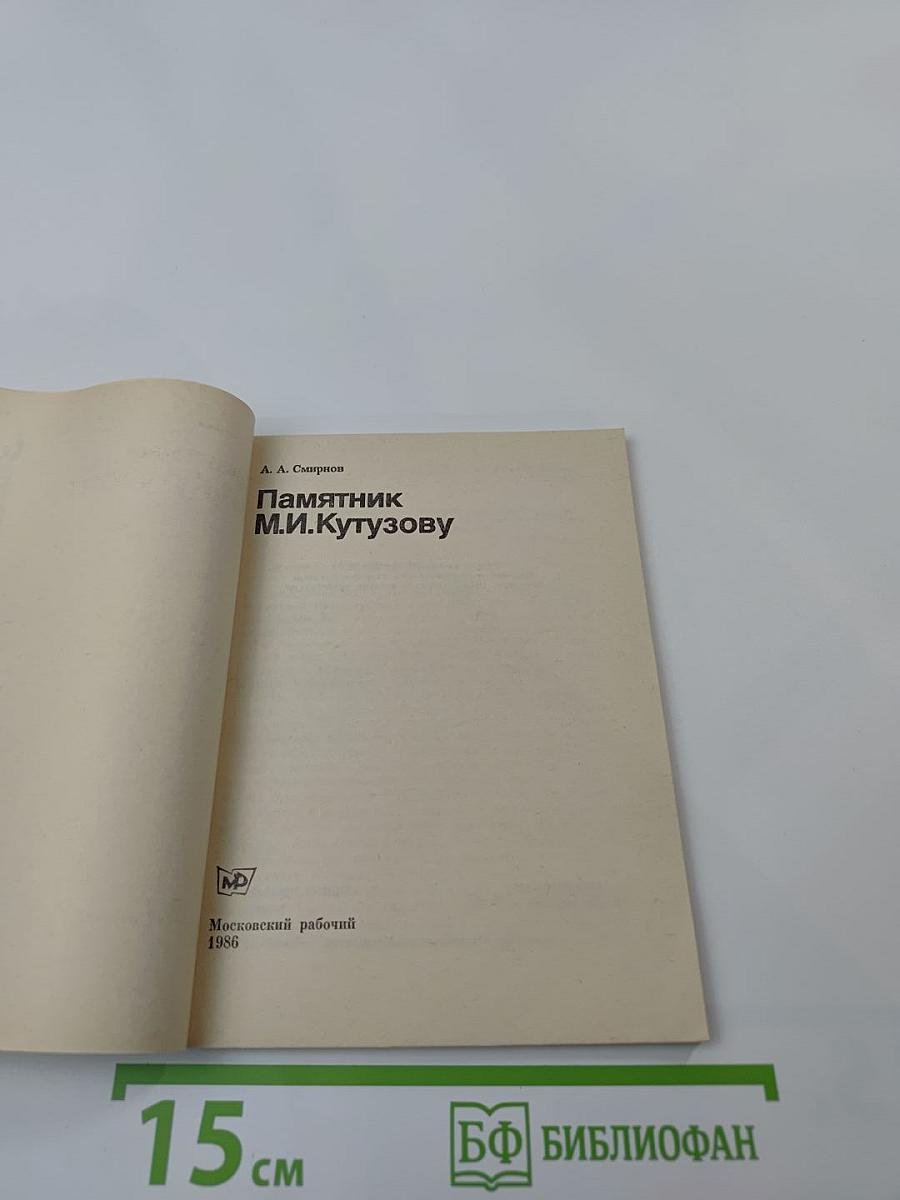 А. А. Смирнов
Памятник
М.И.Кутузову
МР
Московский рабочий
1986
15 см
БФ БИБЛИОФАН